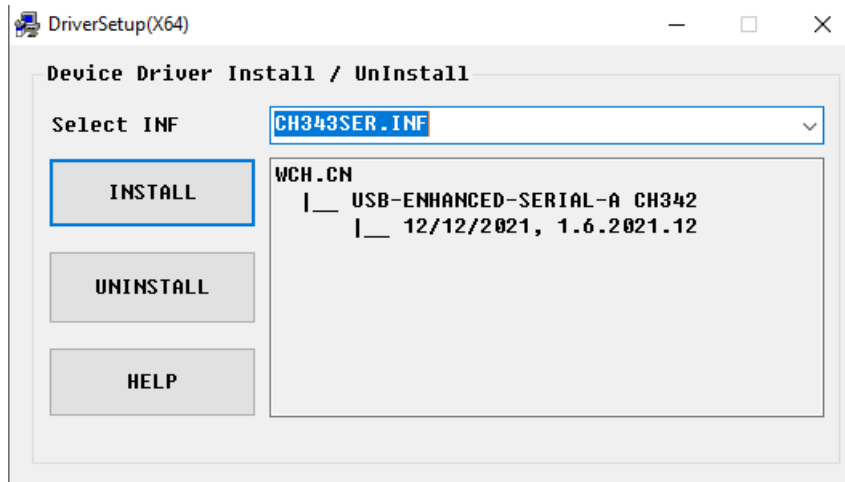 DriverSetup(X64)
Device Driver Install / UnInstall
Select INF
CH343SER.INF
INSTALL
WCH.CN
|__ USB-ENHANCED-SERIAL-A CH342
|__ 12/12/2021, 1.6.2021.12
UNINSTALL
HELP